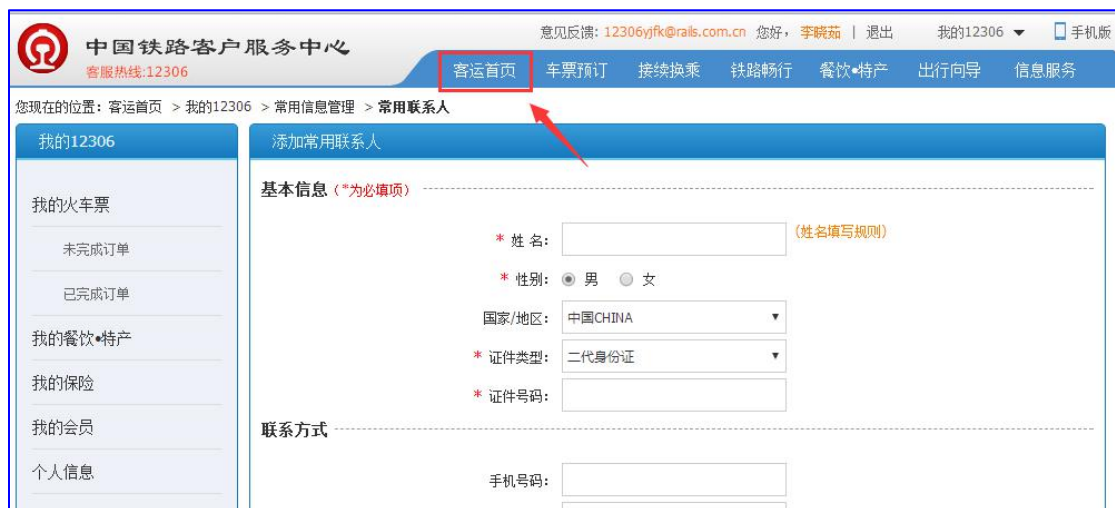 意见反馈: 12306yjfk@rails.com.cn 您好, 李晓茹 | 退出 我的12306 ▼ 手机版
中国铁路客户服务中心
客服热线:12306
客运首页 车票预订 接续换乘 铁路畅行 餐饮•特产 出行向导 信息服务
您现在的位置: 客运首页 > 我的12306 > 常用信息管理 > 常用联系人
我的12306
我的火车票
未完成订单
已完成订单
我的餐饮•特产
我的保险
我的会员
个人信息
添加常用联系人
基本信息 (*为必填项)
* 姓 名: (姓名填写规则)
* 性别: 男 女
国家/地区: 中国CHINA
* 证件类型: 二代身份证
* 证件号码:
联系方式
手机号码: